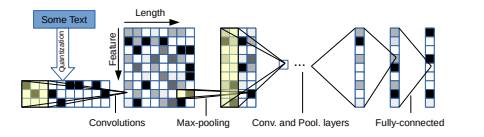 Some Text
Length
Quantization
Feature
...
Convolutions
Max-pooling
Conv. and Pool. layers
Fully-connected